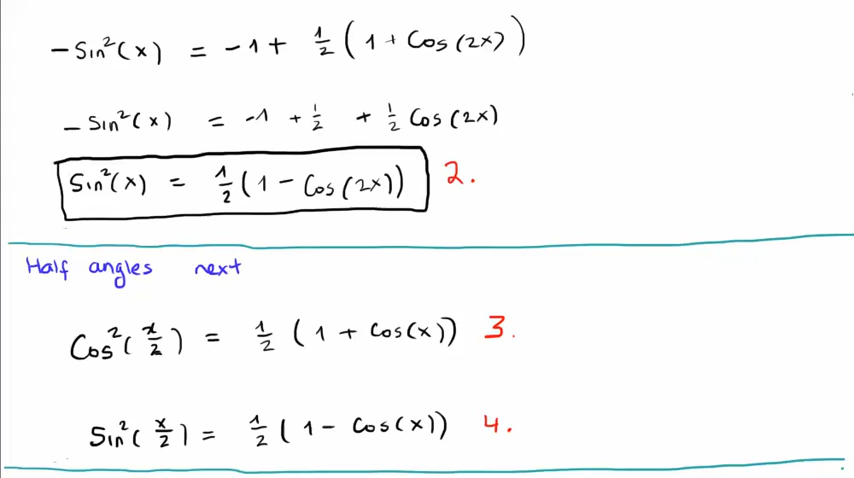 -Sin²(x) = -1 + 1/2 (1 + Cos(2x))
-Sin²(x) = -1 + 1/2 + 1/2 Cos(2x)
Sin²(x) = 1/2 (1 - Cos(2x)) 2.
Half angles next
Cos²(x/2) = 1/2 (1 + Cos(x)) 3.
Sin²(x/2) = 1/2 (1 - Cos(x)) 4.